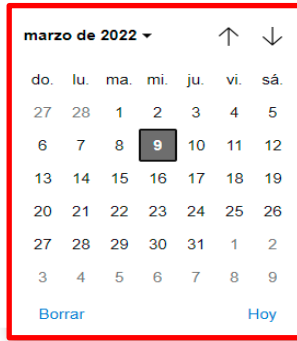 marzo de 2022
do. lu. ma. mi. ju. vi. sá.
27 28 1 2 3 4 5
6 7 8 9 10 11 12
13 14 15 16 17 18 19
20 21 22 23 24 25 26
27 28 29 30 31 1 2
3 4 5 6 7 8 9
Borrar Hoy